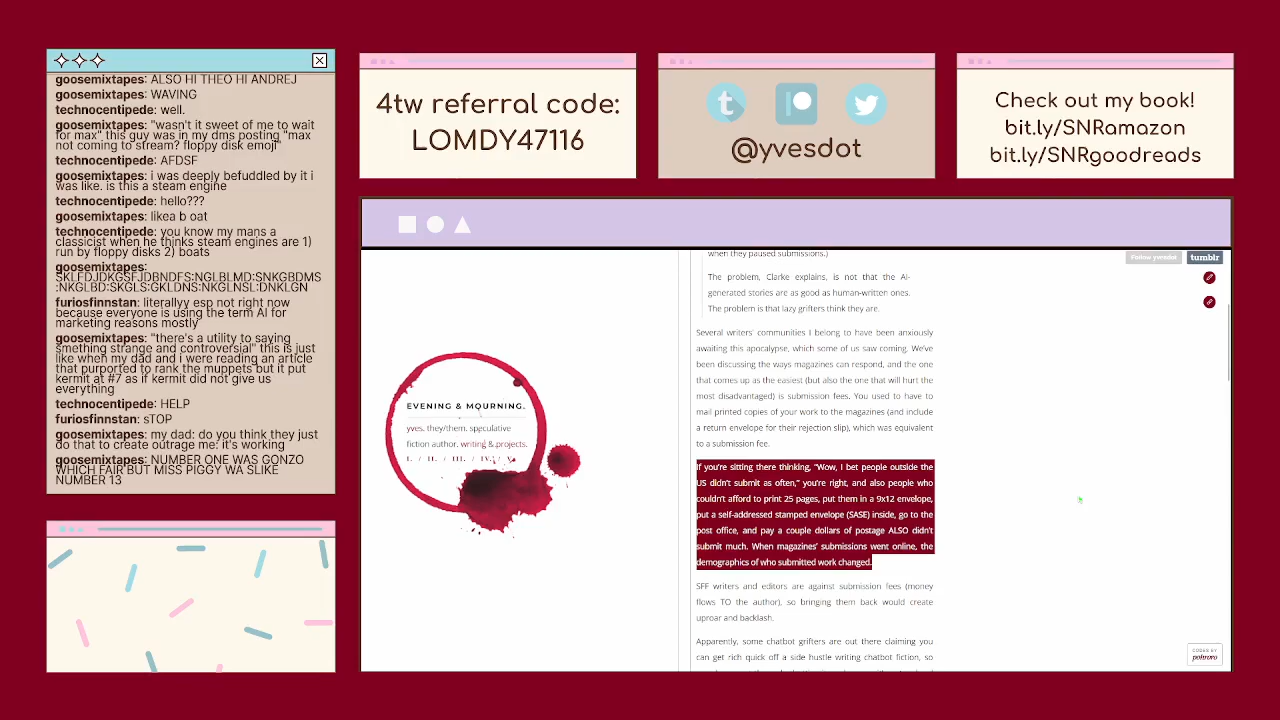 goosemixtapes: ALSO HI THEO HI ANDREJ
goosemixtapes: WAVING
technocentipede: well.
goosemixtapes: "wasn't it sweet of me to wait
for max" this guy was in my dms posting "max
not coming to stream? floppy disk emoji"
technocentipede: AFDSF
goosemixtapes: i was deeply befuddled by it i
was like. is this a steam engine
technocentipede: hello???
goosemixtapes: likea b oat
technocentipede: you know my mans a
classicist when he thinks steam engines are 1)
run by floppy disks 2) boats
goosemixtapes:
SKLFDJDKGSFJDBNDFS:NGLBLMD:SNKGBDMS
:NKGLBD:SKGLS:GKLDNS:NKGLNSL:DNKLGN
furiosfinnstan: literallyy esp not right now
because everyone is using the term AI for
marketing reasons mostly
goosemixtapes: "there's a utility to saying
smething strange and controversial" this is just
like when my dad and i were reading an article
that purported to rank the muppets but it put
kermit at #7 as if kermit did not give us
everything
technocentipede: HELP
furiosfinnstan: sTOP
goosemixtapes: my dad: do you think they just
do that to create outrage me: it's working
goosemixtapes: NUMBER ONE WAS GONZO
WHICH FAIR BUT MISS PIGGY WA SLIKE
NUMBER 13
4tw referral code:
LOMDY47116
@yvesdot
Check out my book!
bit.ly/SNRamazon
bit.ly/SNRgoodreads
Follow yvesdot
tumblr
EVENING & MOURNING.
yves. they/them. speculative
fiction author. writing & projects.
I. / II. / III. / IV. / V.
when they paused submissions.)
The problem, Clarke explains, is not that the AI-
generated stories are as good as human-written ones.
The problem is that lazy grifters think they are.
Several writers' communities I belong to have been anxiously
awaiting this apocalypse, which some of us saw coming. We've
been discussing the ways magazines can respond, and the one
that comes up as the easiest (but also the one that will hurt the
most disadvantaged) is submission fees. You used to have to
mail printed copies of your work to the magazines (and include
a return envelope for their rejection slip), which was equivalent
to a submission fee.
If you're sitting there thinking, "Wow, I bet people outside the
US didn't submit as often," you're right, and also people who
couldn't afford to print 25 pages, put them in a 9x12 envelope,
put a self-addressed stamped envelope (SASE) inside, go to the
post office, and pay a couple dollars of postage ALSO didn't
submit much. When magazines' submissions went online, the
demographics of who submitted work changed.
SFF writers and editors are against submission fees (money
flows TO the author), so bringing them back would create
uproar and backlash.
Apparently, some chatbot grifters are out there claiming you
can get rich quick off a side hustle writing chatbot fiction, so
CODES BY